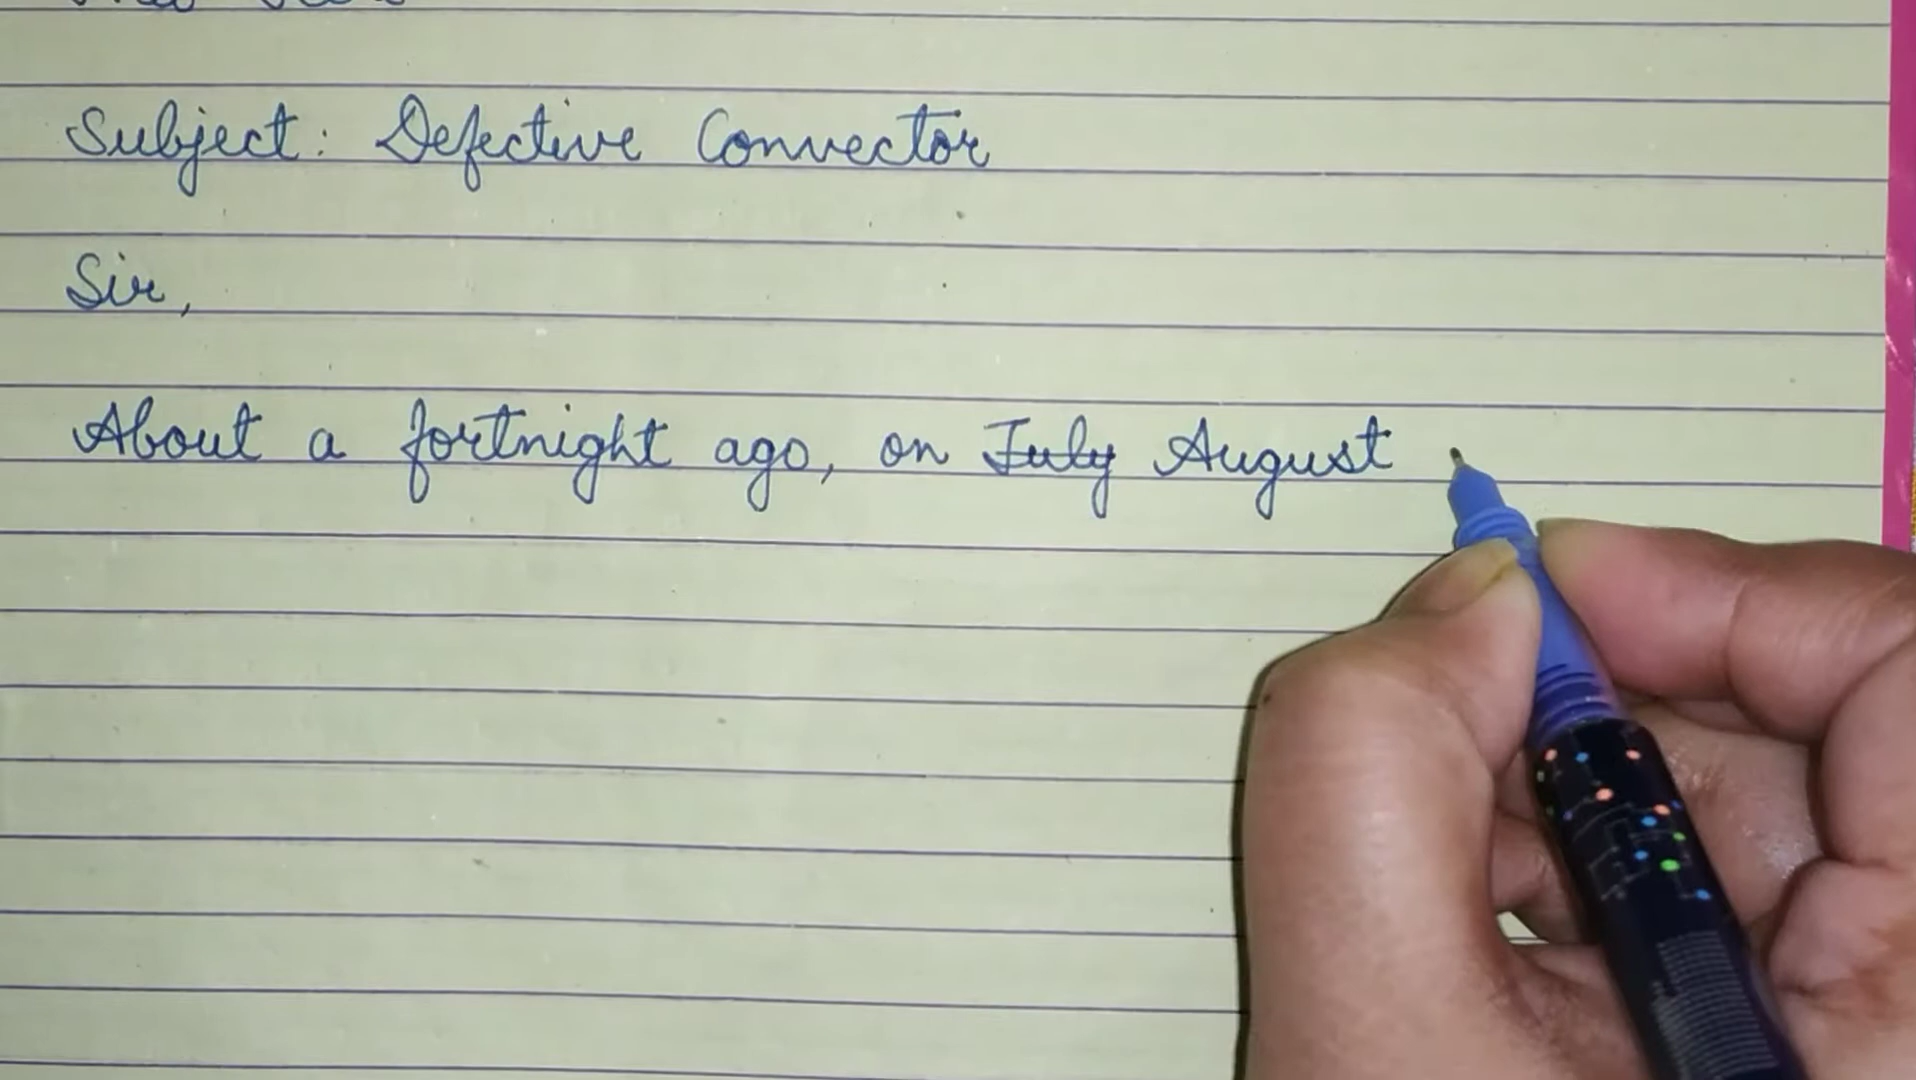 Subject: Defective Convector
Sir,
About a fortnight ago, on July August